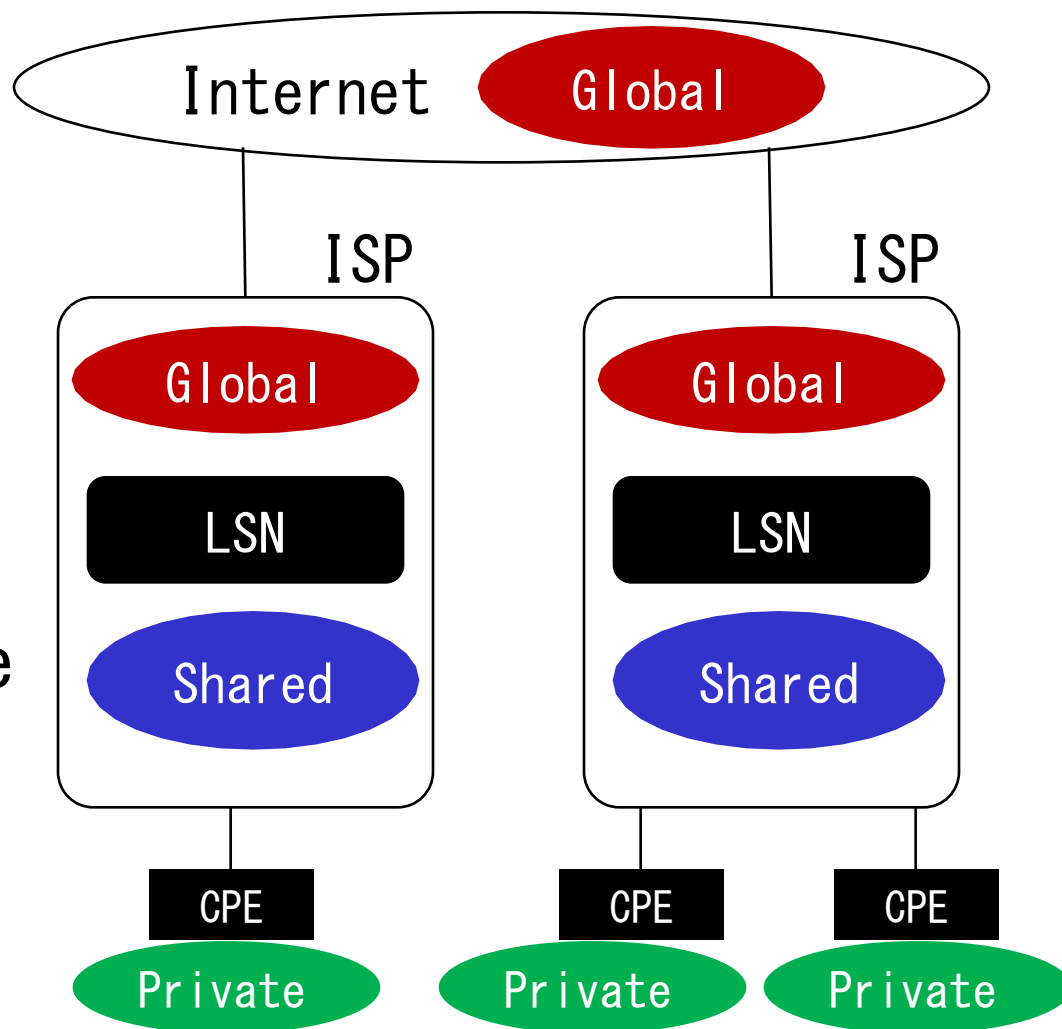 Internet Global
ISP ISP
Global Global
LSN LSN
e
Shared Shared
CPE CPE CPE
Private Private Private